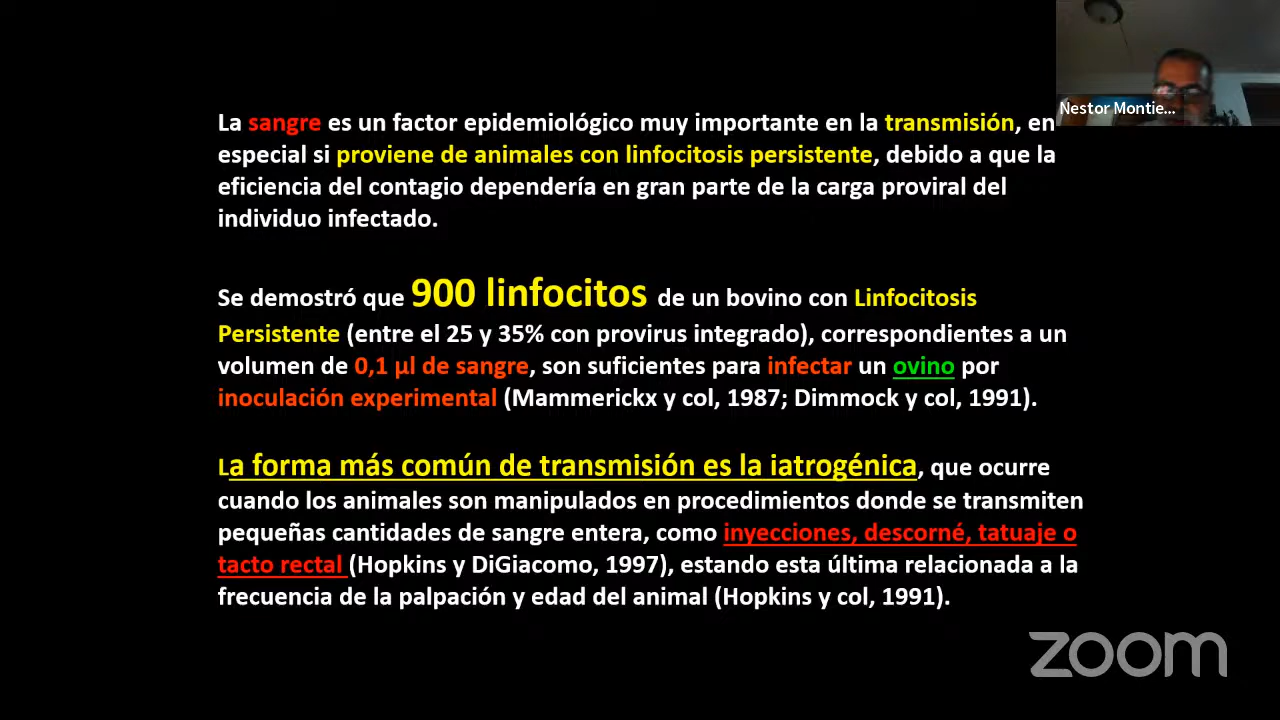 La sangre es un factor epidemiológico muy importante en la transmisión, en
especial si proviene de animales con linfocitosis persistente, debido a que la
eficiencia del contagio dependería en gran parte de la carga proviral del
individuo infectado.
Se demostró que 900 linfocitos de un bovino con Linfocitosis
Persistente (entre el 25 y 35% con provirus integrado), correspondientes a un
volumen de 0,1 µl de sangre, son suficientes para infectar un ovino por
inoculación experimental (Mammerickx y col, 1987; Dimmock y col, 1991).
La forma más común de transmisión es la iatrogénica, que ocurre
cuando los animales son manipulados en procedimientos donde se transmiten
pequeñas cantidades de sangre entera, como inyecciones, descorné, tatuaje o
tacto rectal (Hopkins y DiGiacomo, 1997), estando esta última relacionada a la
frecuencia de la palpación y edad del animal (Hopkins y col, 1991).
Nestor Montie...
zoom